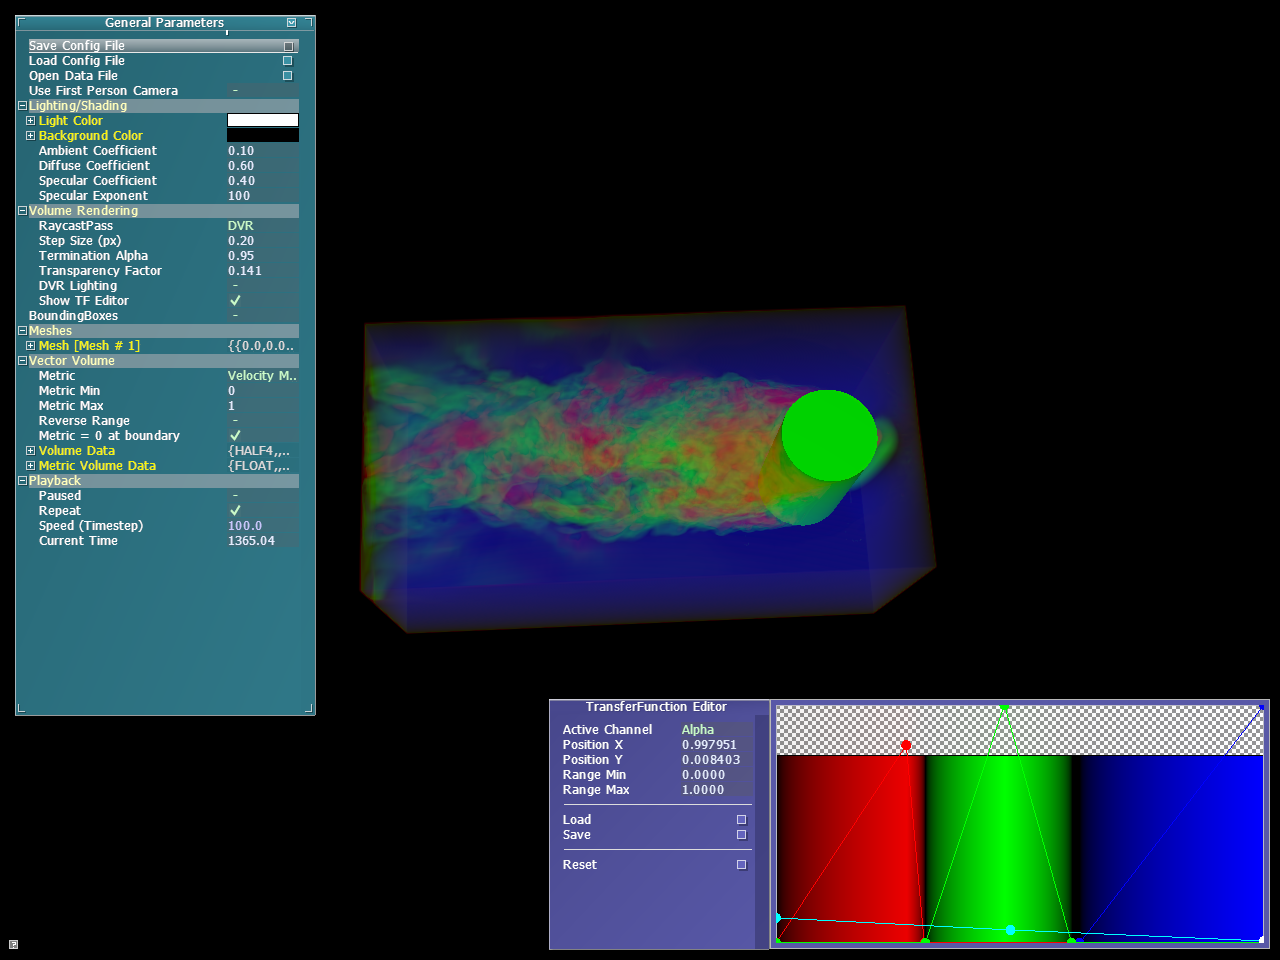 General Parameters
Save Config File
Load Config File
Open Data File
Use First Person Camera -
Lighting/Shading
Light Color
Background Color
Ambient Coefficient 0.10
Diffuse Coefficient 0.60
Specular Coefficient 0.40
Specular Exponent 100
Volume Rendering
RaycastPass DVR
Step Size (px) 0.20
Termination Alpha 0.95
Transparency Factor 0.141
DVR Lighting -
Show TF Editor ✓
BoundingBoxes -
Meshes
Mesh [Mesh # 1] {{0.0,0.0..
Vector Volume
Metric Velocity M..
Metric Min 0
Metric Max 1
Reverse Range -
Metric = 0 at boundary ✓
Volume Data {HALF4,,..
Metric Volume Data {FLOAT,,..
Playback
Paused -
Repeat ✓
Speed (Timestep) 100.0
Current Time 1365.04
TransferFunction Editor
Active Channel Alpha
Position X 0.997951
Position Y 0.008403
Range Min 0.0000
Range Max 1.0000
Load
Save
Reset
?